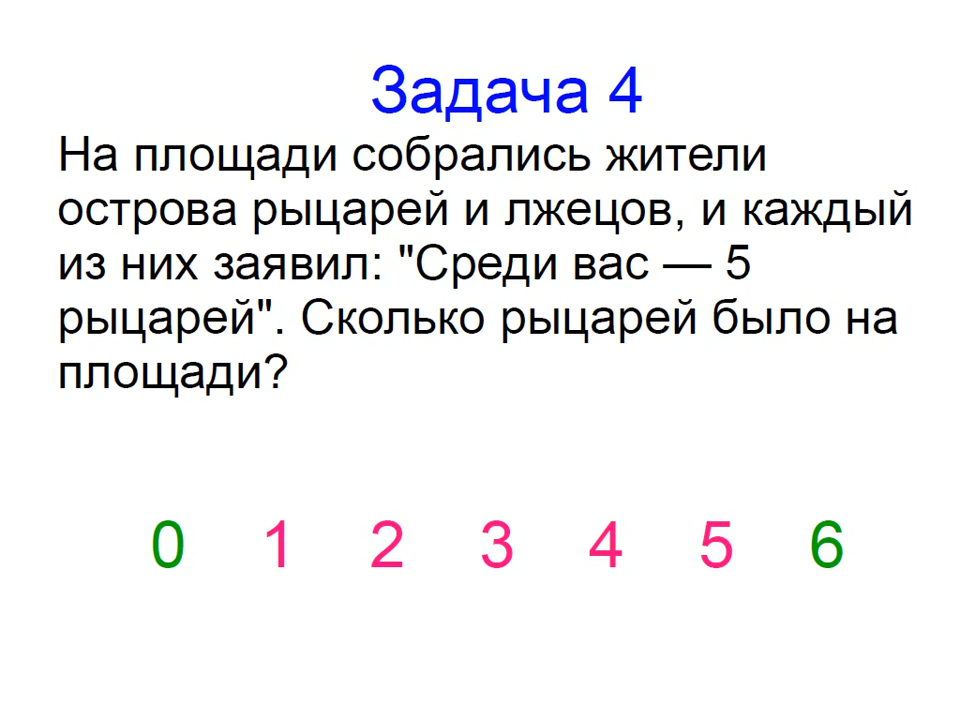 Задача 4
На площади собрались жители
острова рыцарей и лжецов, и каждый
из них заявил: "Среди вас — 5
рыцарей". Сколько рыцарей было на
площади?
0 1 2 3 4 5 6